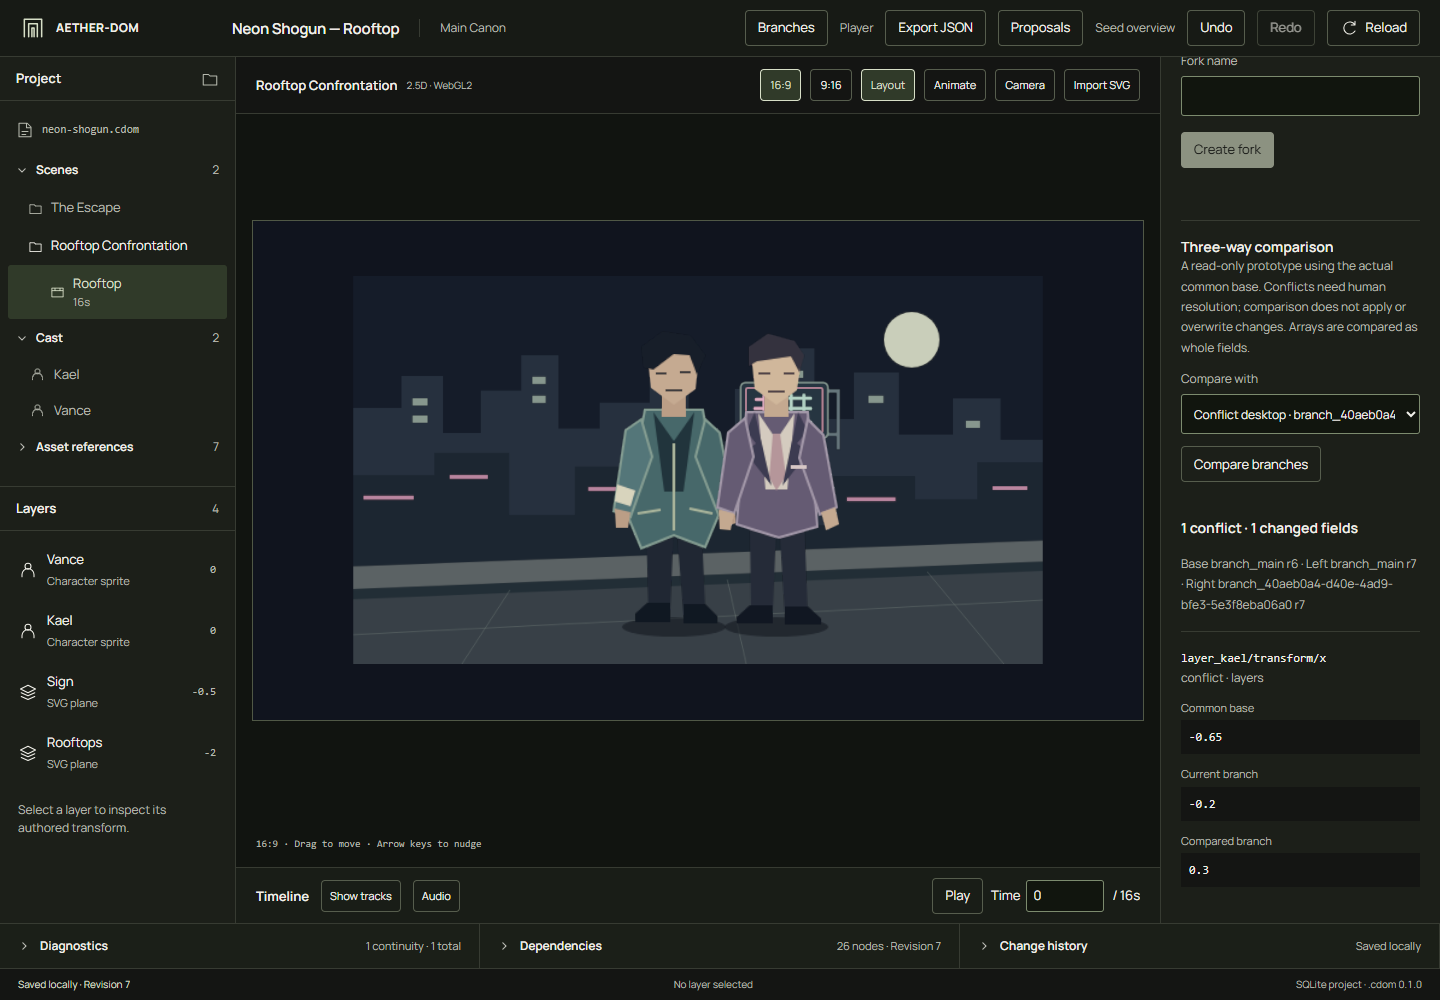 AETHER-DOM
Neon Shogun — Rooftop
Main Canon
Branches
Player
Export JSON
Proposals
Seed overview
Undo
Redo
Reload
Project
neon-shogun.cdom
Scenes
2
The Escape
Rooftop Confrontation
Rooftop
16s
Cast
2
Kael
Vance
Asset references
7
Layers
4
Vance
Character sprite
0
Kael
Character sprite
0
Sign
SVG plane
-0.5
Rooftops
SVG plane
-2
Select a layer to inspect its
authored transform.
Rooftop Confrontation
2.5D · WebGL2
16:9
9:16
Layout
Animate
Camera
Import SVG
16:9 · Drag to move · Arrow keys to nudge
Timeline
Show tracks
Audio
Play
Time
0
/ 16s
Fork name
Create fork
Three-way comparison
A read-only prototype using the actual
common base. Conflicts need human
resolution; comparison does not apply or
overwrite changes. Arrays are compared as
whole fields.
Compare with
Conflict desktop · branch_40aeb0a4
Compare branches
1 conflict · 1 changed fields
Base branch_main r6 · Left branch_main r7
· Right branch_40aeb0a4-d40e-4ad9-
bfe3-5e3f8eba06a0 r7
layer_kael/transform/x
conflict · layers
Common base
-0.65
Current branch
-0.2
Compared branch
0.3
Diagnostics
1 continuity · 1 total
Dependencies
26 nodes · Revision 7
Change history
Saved locally
Saved locally · Revision 7
No layer selected
SQLite project · .cdom 0.1.0